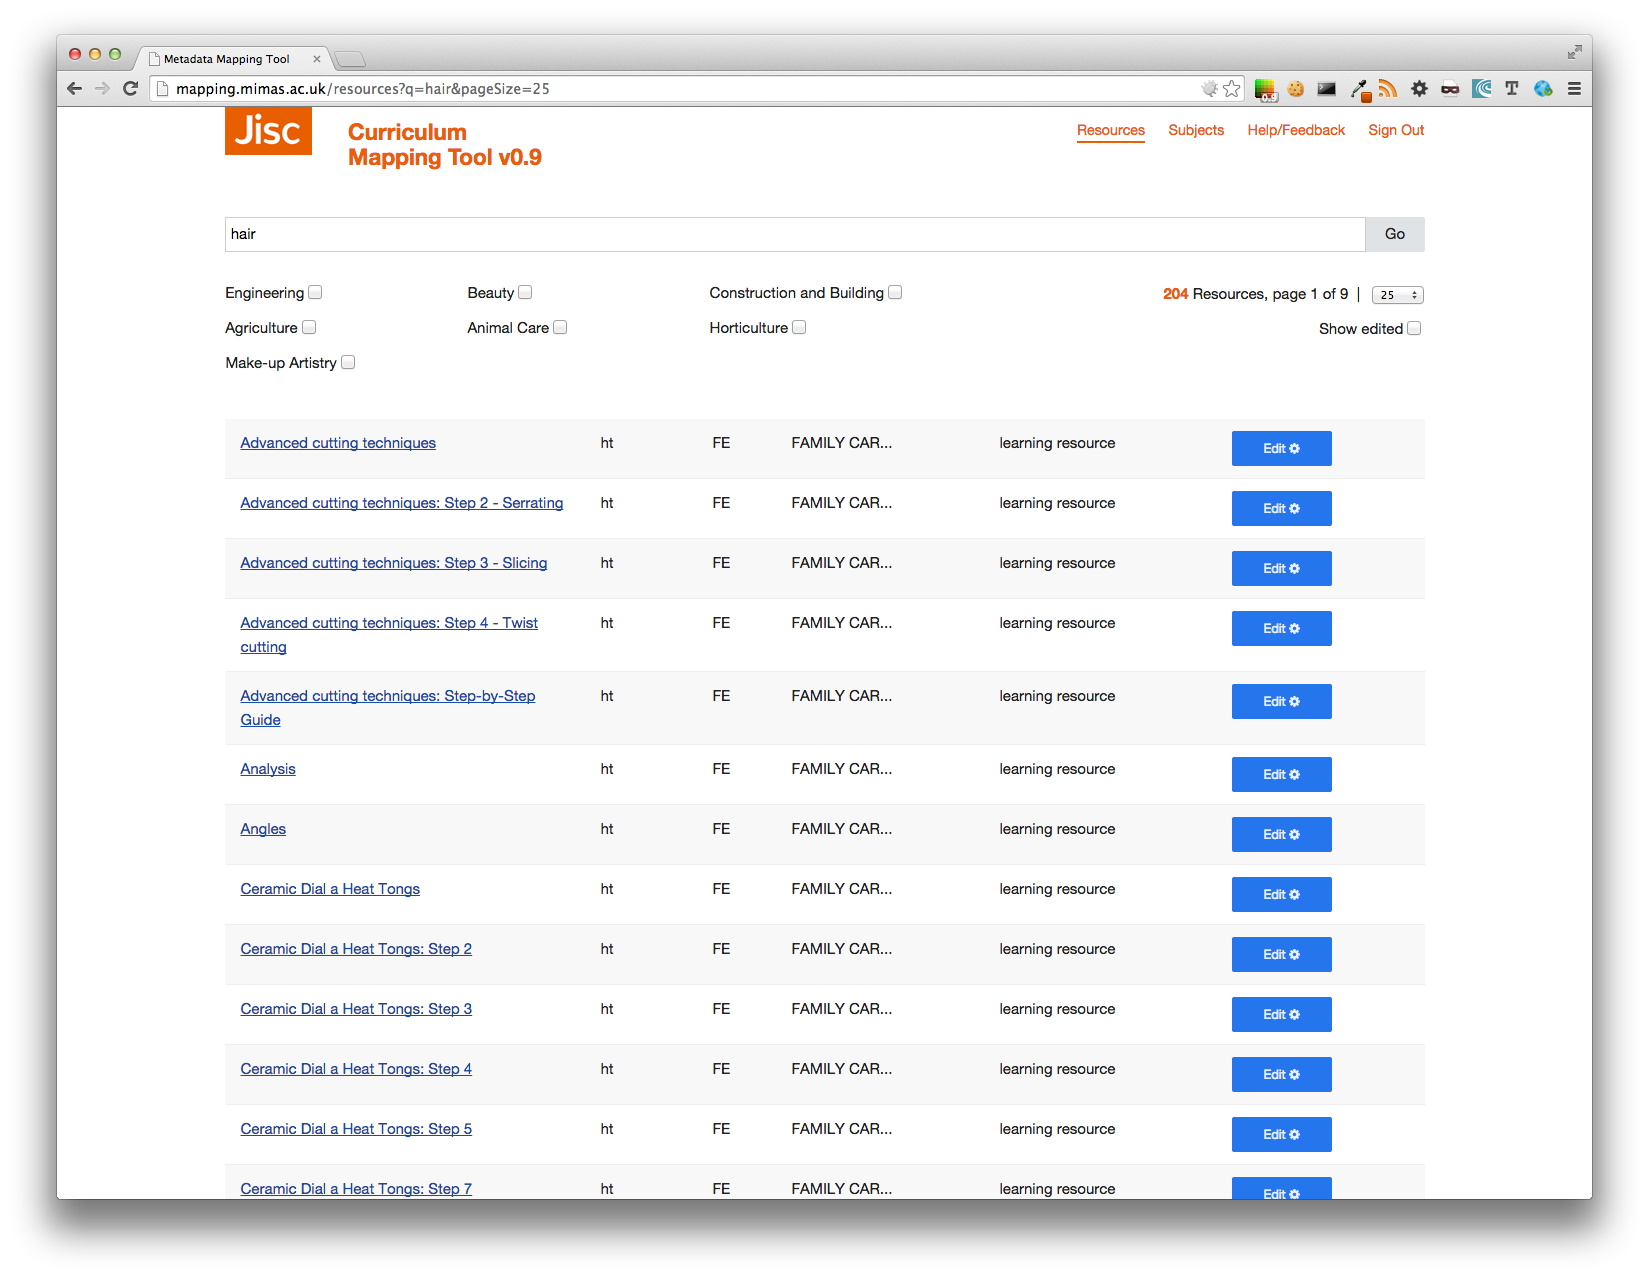 Metadata Mapping Tool
mapping.mimas.ac.uk/resources?q=hair&pageSize=25
Jisc
Curriculum
Mapping Tool v0.9
Resources Subjects Help/Feedback Sign Out
hair Go
Engineering Beauty Construction and Building 204 Resources, page 1 of 9 | 25
Agriculture Animal Care Horticulture Show edited
Make-up Artistry
Advanced cutting techniques ht FE FAMILY CAR... learning resource Edit
Advanced cutting techniques: Step 2 - Serrating ht FE FAMILY CAR... learning resource Edit
Advanced cutting techniques: Step 3 - Slicing ht FE FAMILY CAR... learning resource Edit
Advanced cutting techniques: Step 4 - Twist ht FE FAMILY CAR... learning resource Edit
cutting
Advanced cutting techniques: Step-by-Step ht FE FAMILY CAR... learning resource Edit
Guide
Analysis ht FE FAMILY CAR... learning resource Edit
Angles ht FE FAMILY CAR... learning resource Edit
Ceramic Dial a Heat Tongs ht FE FAMILY CAR... learning resource Edit
Ceramic Dial a Heat Tongs: Step 2 ht FE FAMILY CAR... learning resource Edit
Ceramic Dial a Heat Tongs: Step 3 ht FE FAMILY CAR... learning resource Edit
Ceramic Dial a Heat Tongs: Step 4 ht FE FAMILY CAR... learning resource Edit
Ceramic Dial a Heat Tongs: Step 5 ht FE FAMILY CAR... learning resource Edit
Ceramic Dial a Heat Tongs: Step 7 ht FE FAMILY CAR... learning resource Edit